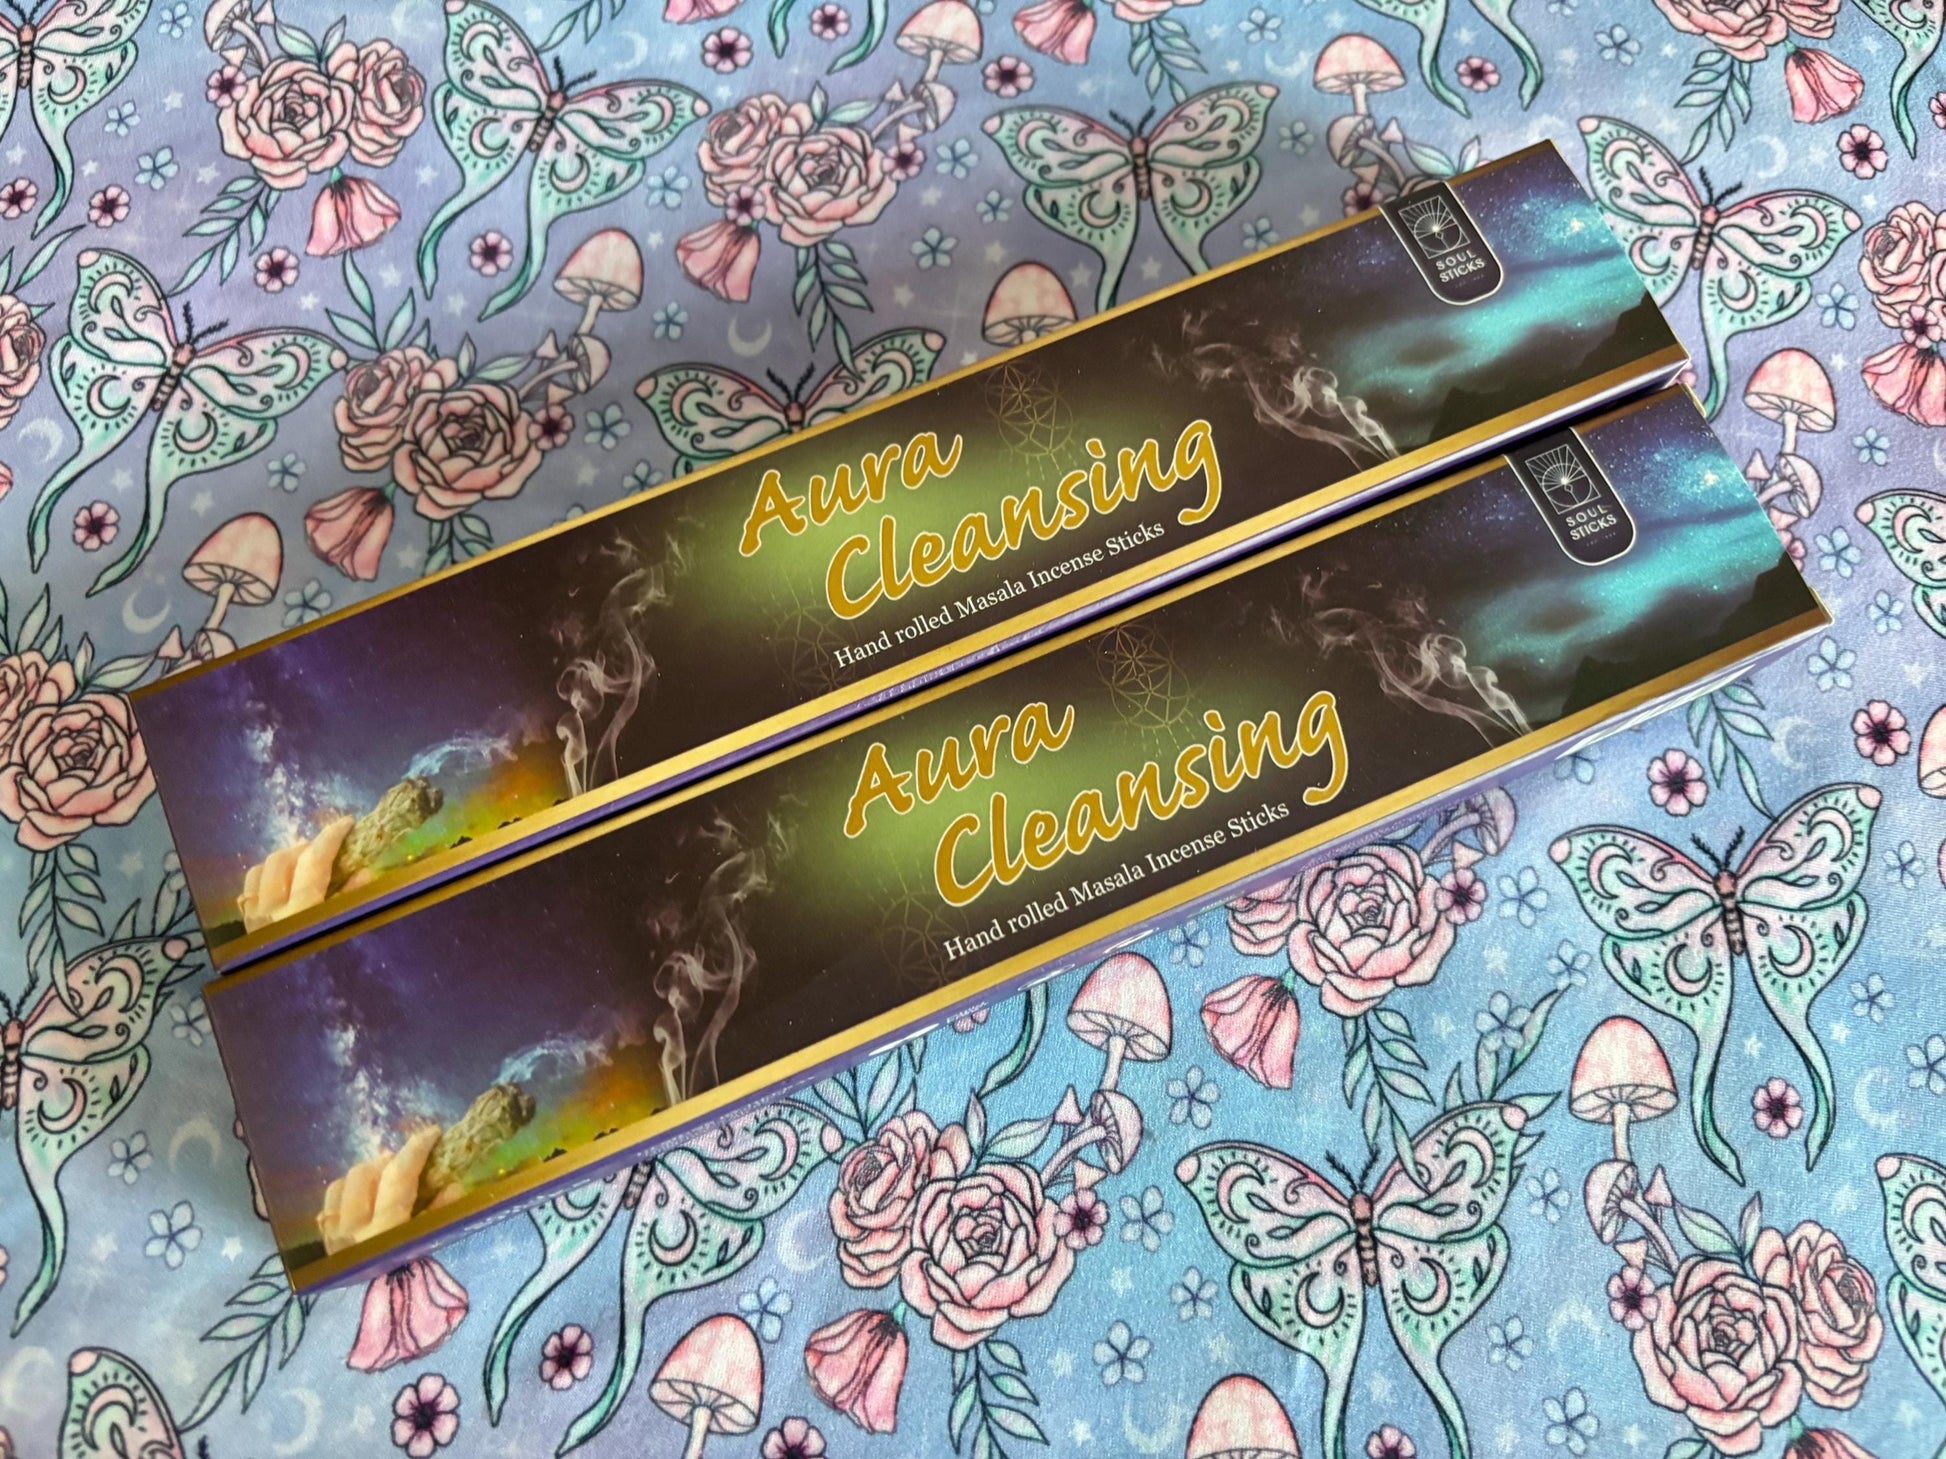 SOUL
STICKS
Aura
Cleansing
Hand rolled Masala Incense Sticks
SOUL
STICKS
Aura
Cleansing
Hand rolled Masala Incense Sticks